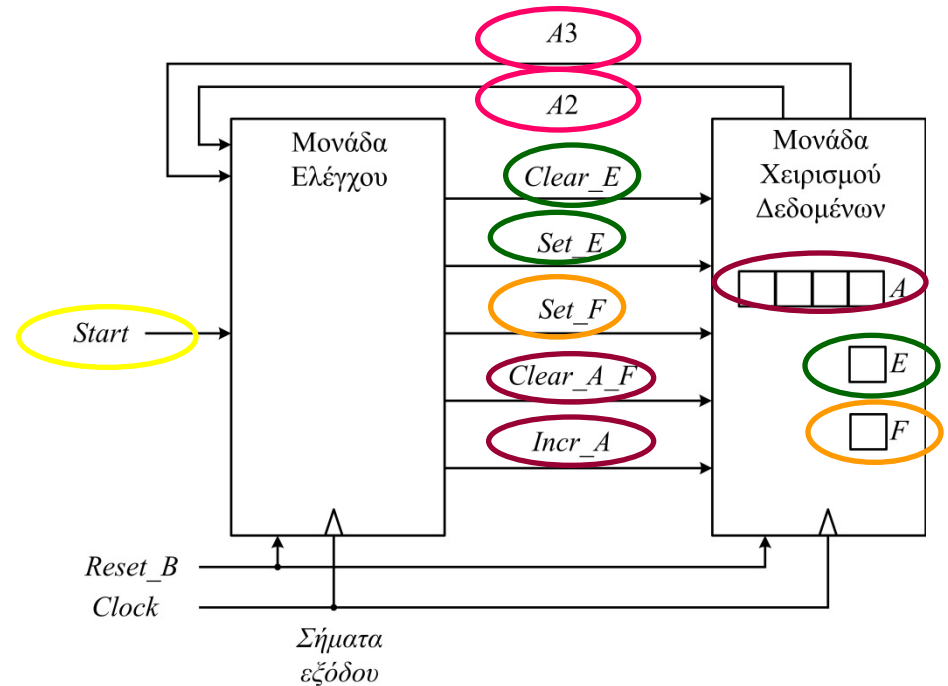 A3
A2
Μονάδα
Ελέγχου
Μονάδα
Χειρισμού
Δεδομένων
Clear_E
Set_E
A
Start
Set_F
E
Clear_A_F
F
Incr_A
Reset_B
Clock
Σήματα
εξόδου